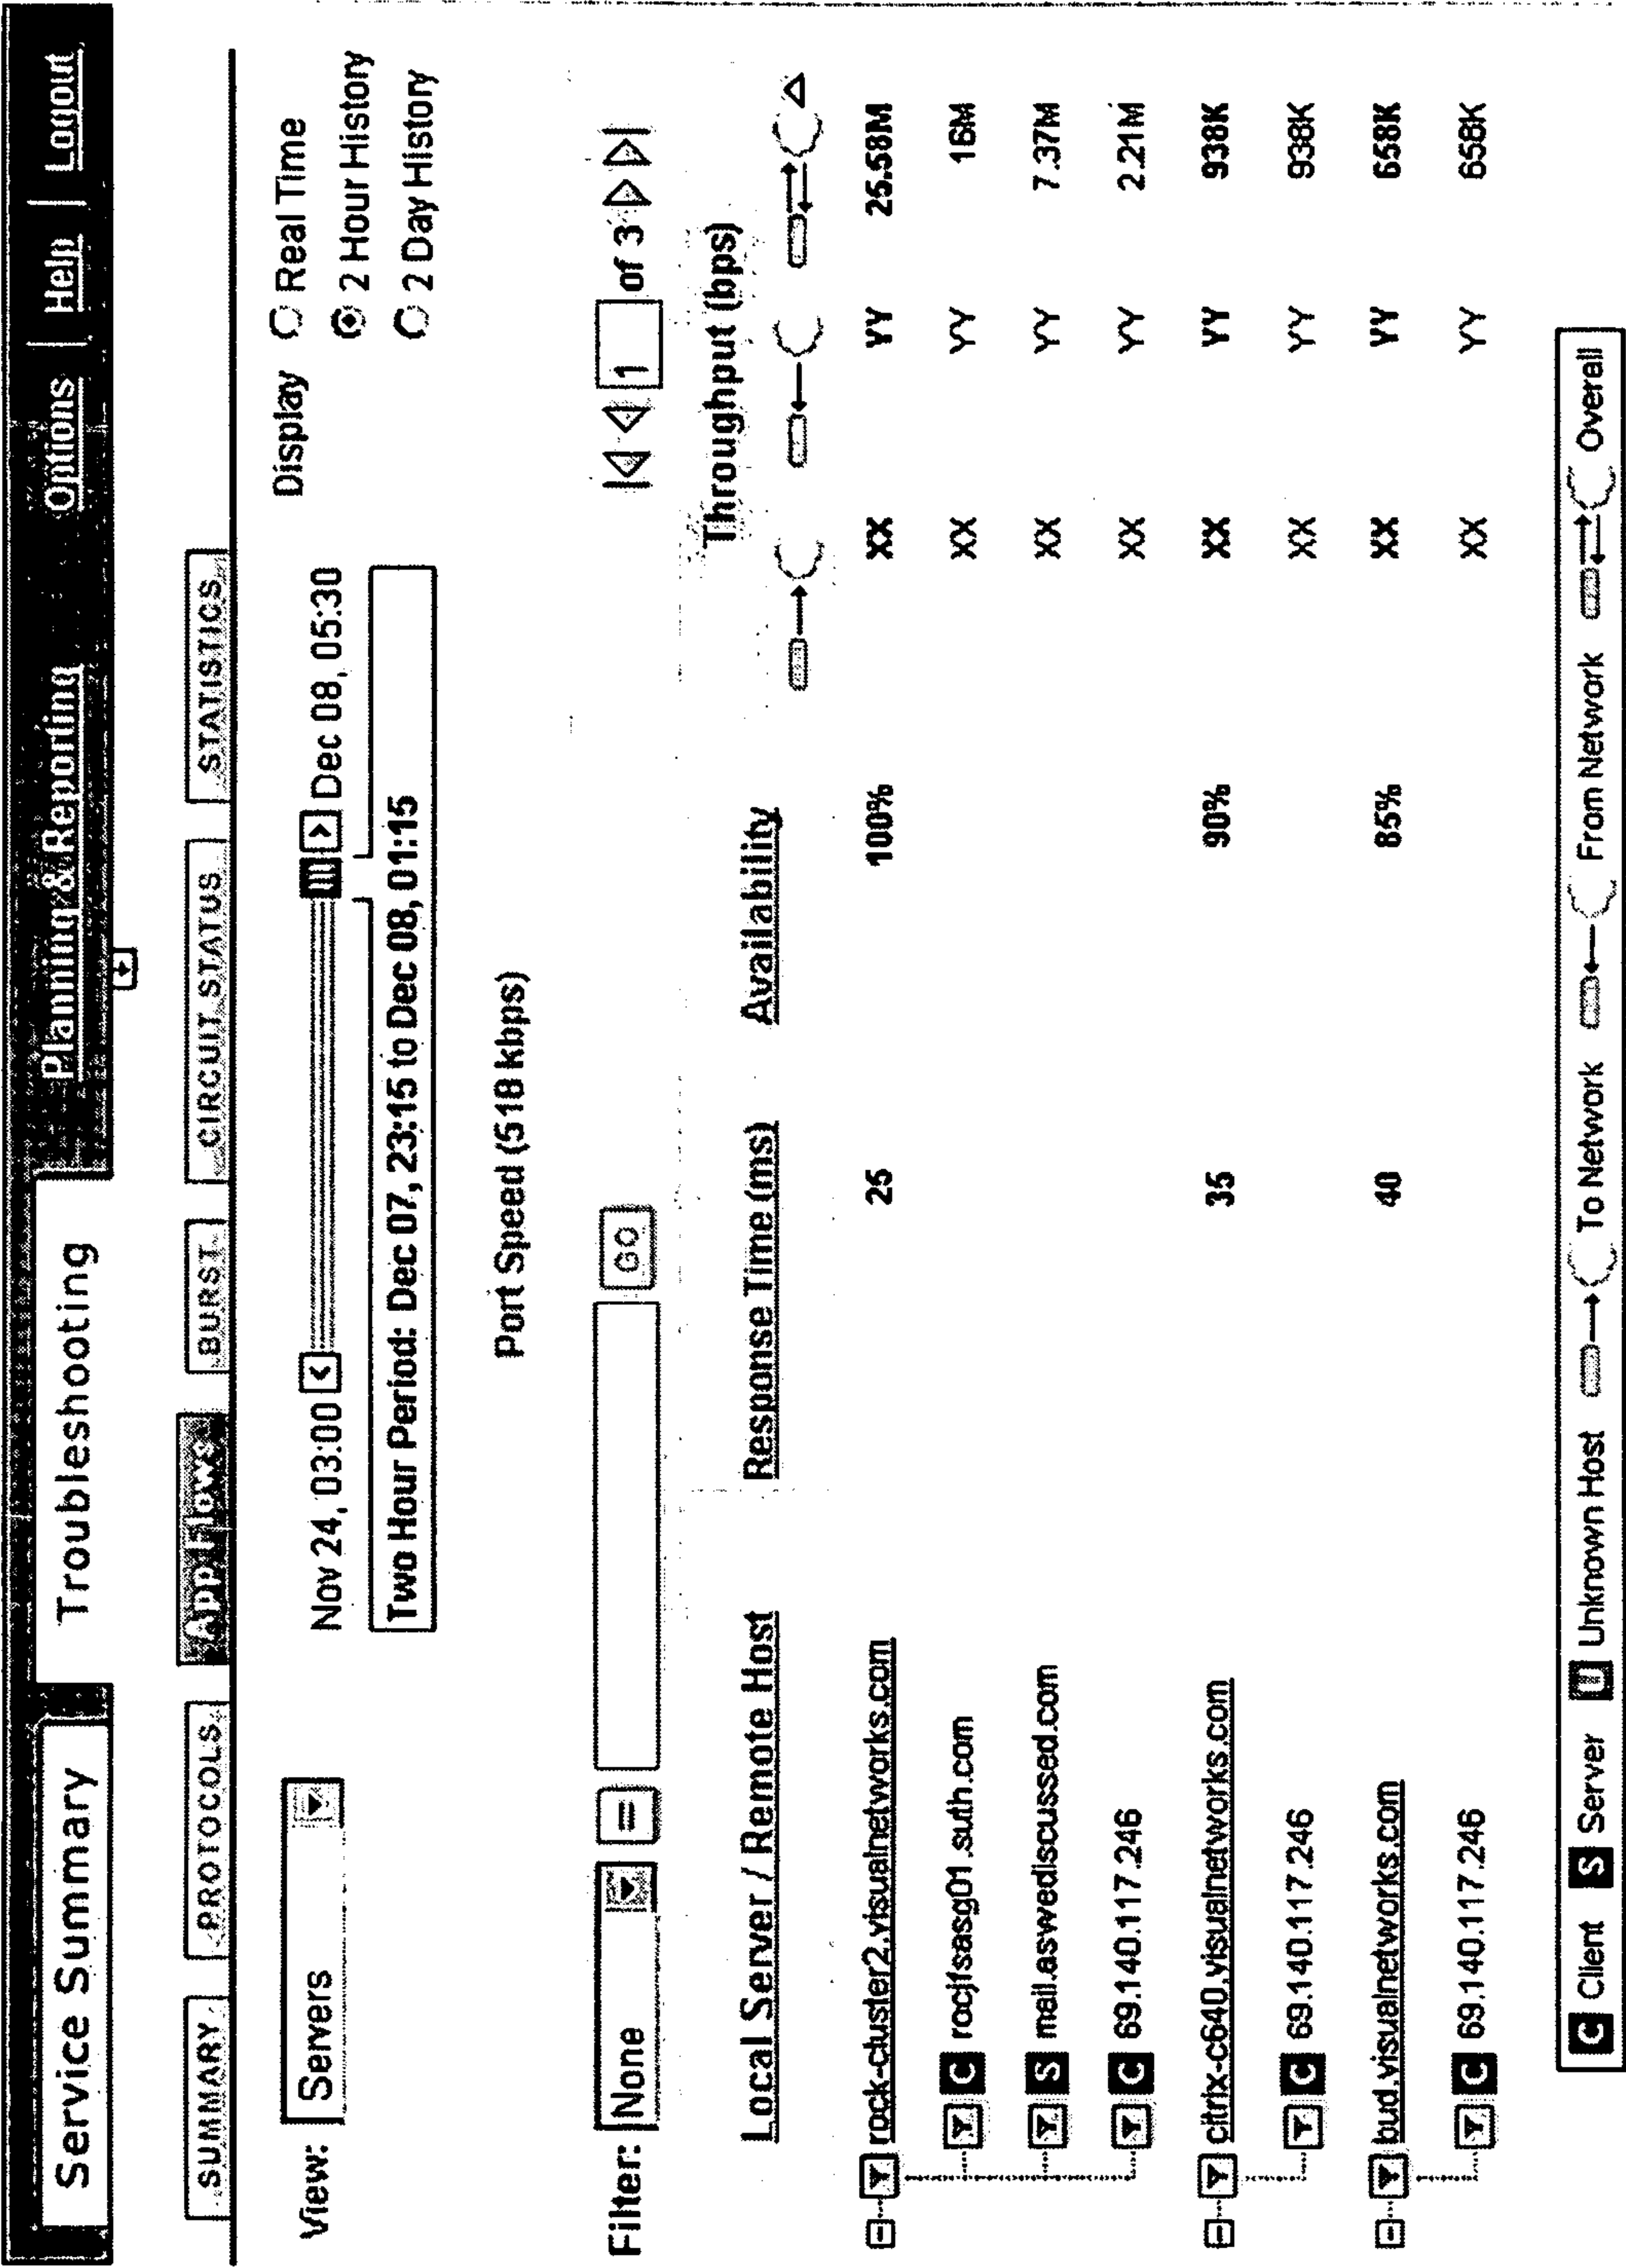 Service Summary Troubleshooting Planning & Reporting Options | Help | Logout
SUMMARY PROTOCOLS App Flows BURST CIRCUIT STATUS STATISTICS
View: Servers Nov 24, 03:00 < > Dec 08, 05:30 Display Real Time
2 Hour History
2 Day History
Two Hour Period: Dec 07, 23:15 to Dec 08, 01:15
Port Speed (518 kbps)
Filter: None = GO 1 of 3
Throughput (bps)
Local Server / Remote Host Response Time (ms) Availability
Y rock-cluster2.visualnetworks.com 25 100% XX YY 25.58M
Y C rocjfsasg01.suth.com XX YY 16M
Y S mail.aswediscussed.com XX YY 7.37M
Y C 69.140.117.246 XX YY 2.21M
Y citrix-c640.visualnetworks.com 35 90% XX YY 938K
Y C 69.140.117.246 XX YY 938K
Y bud.visualnetworks.com 40 85% XX YY 658K
Y C 69.140.117.246 XX YY 658K
C Client S Server U Unknown Host To Network From Network Overall